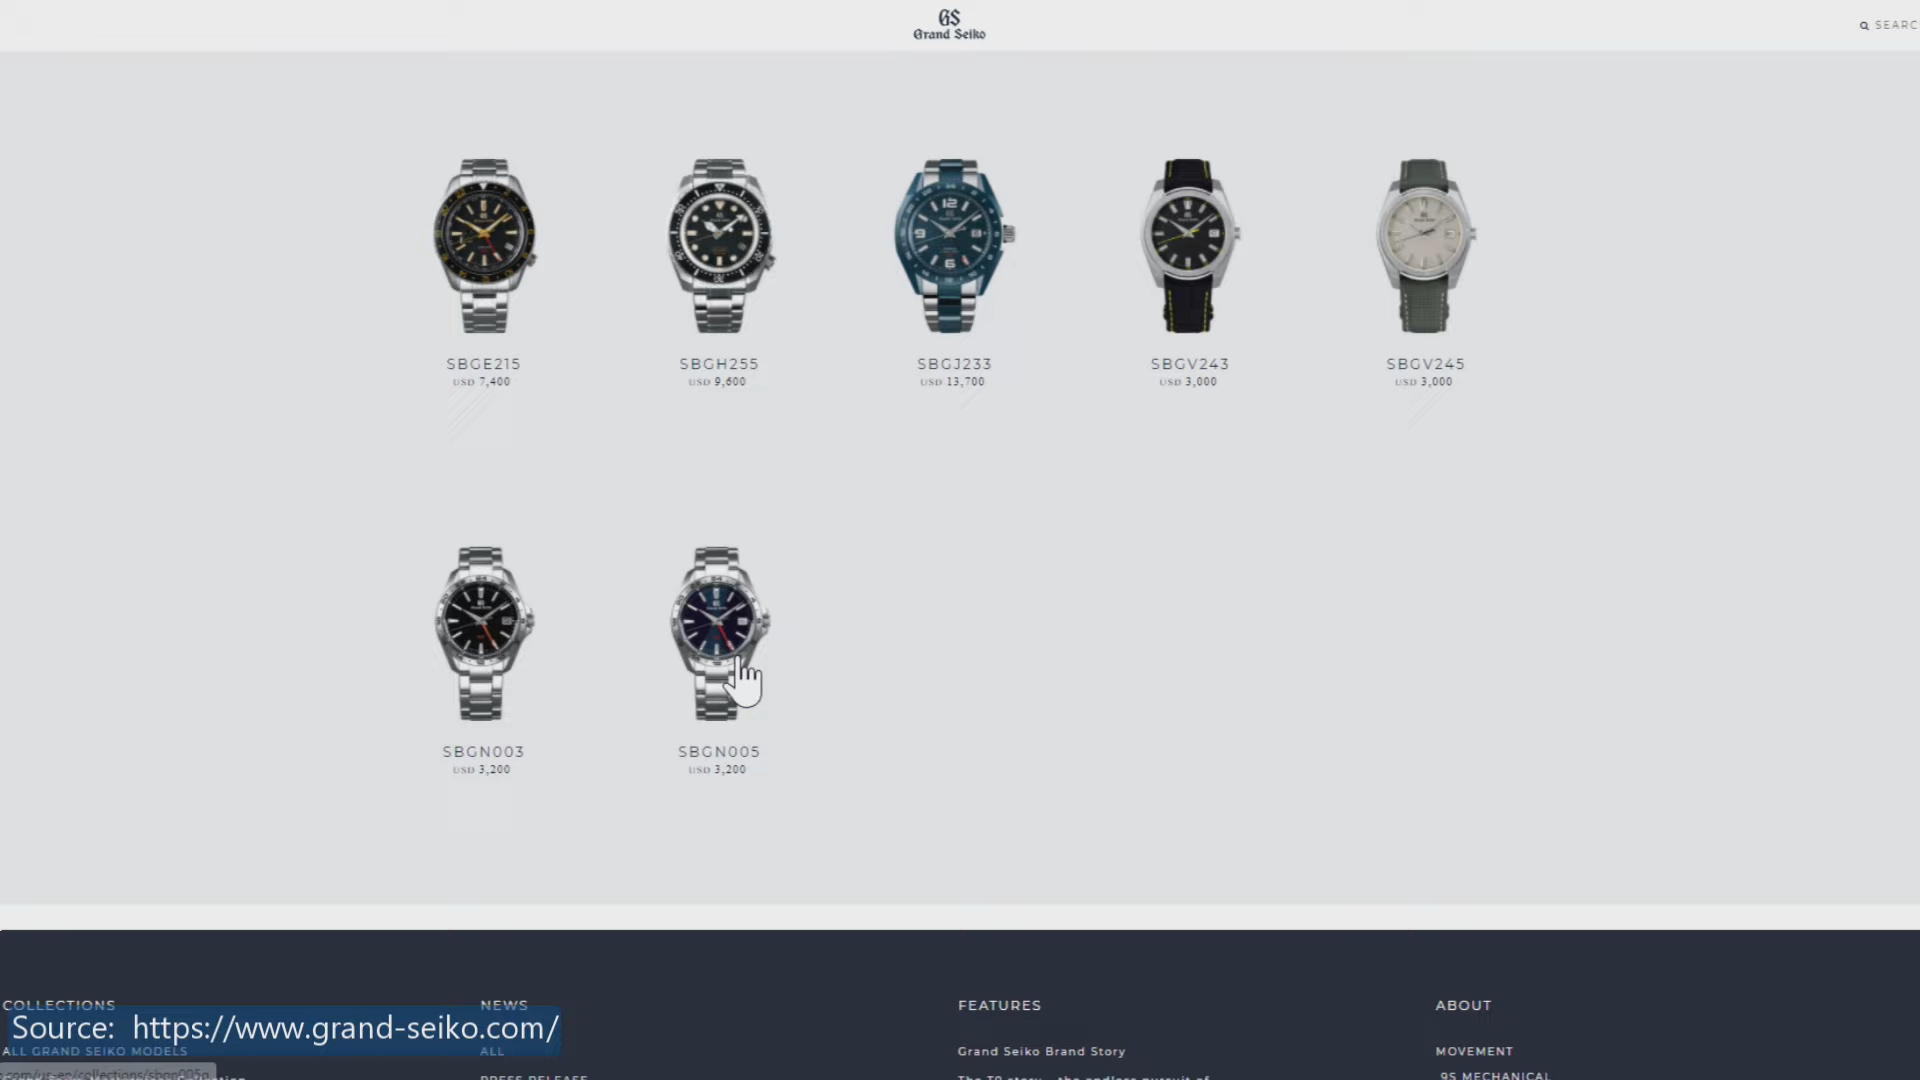 GS
Grand Seiko
SEARC
SBGE215
USD 7,400
SBGH255
USD 9,600
SBGJ233
USD 13,700
SBGV243
USD 3,000
SBGV245
USD 3,000
SBGN003
USD 3,200
SBGN005
USD 3,200
COLLECTIONS
NEWS
FEATURES
ABOUT
Source: https://www.grand-seiko.com/
ALL GRAND SEIKO MODELS
ALL
Grand Seiko Brand Story
MOVEMENT
PRESS RELEASE
9S MECHANICAL